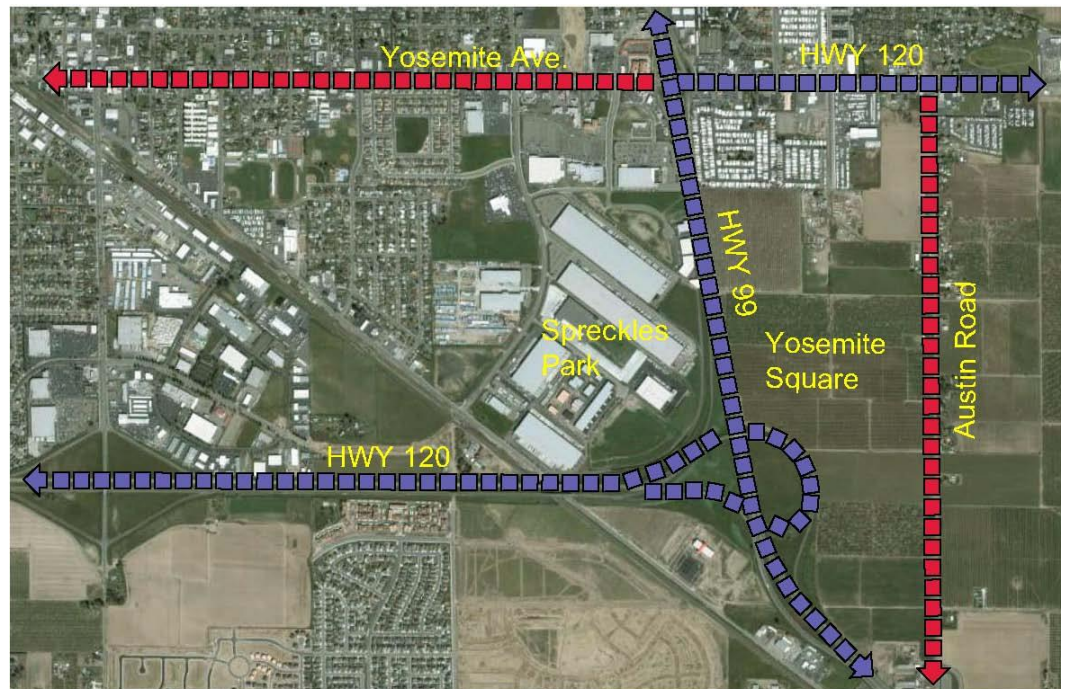 Yosemite Ave.
HWY 120
HWY 99
Spreckles
Park
Yosemite
Square
Austin Road
HWY 120